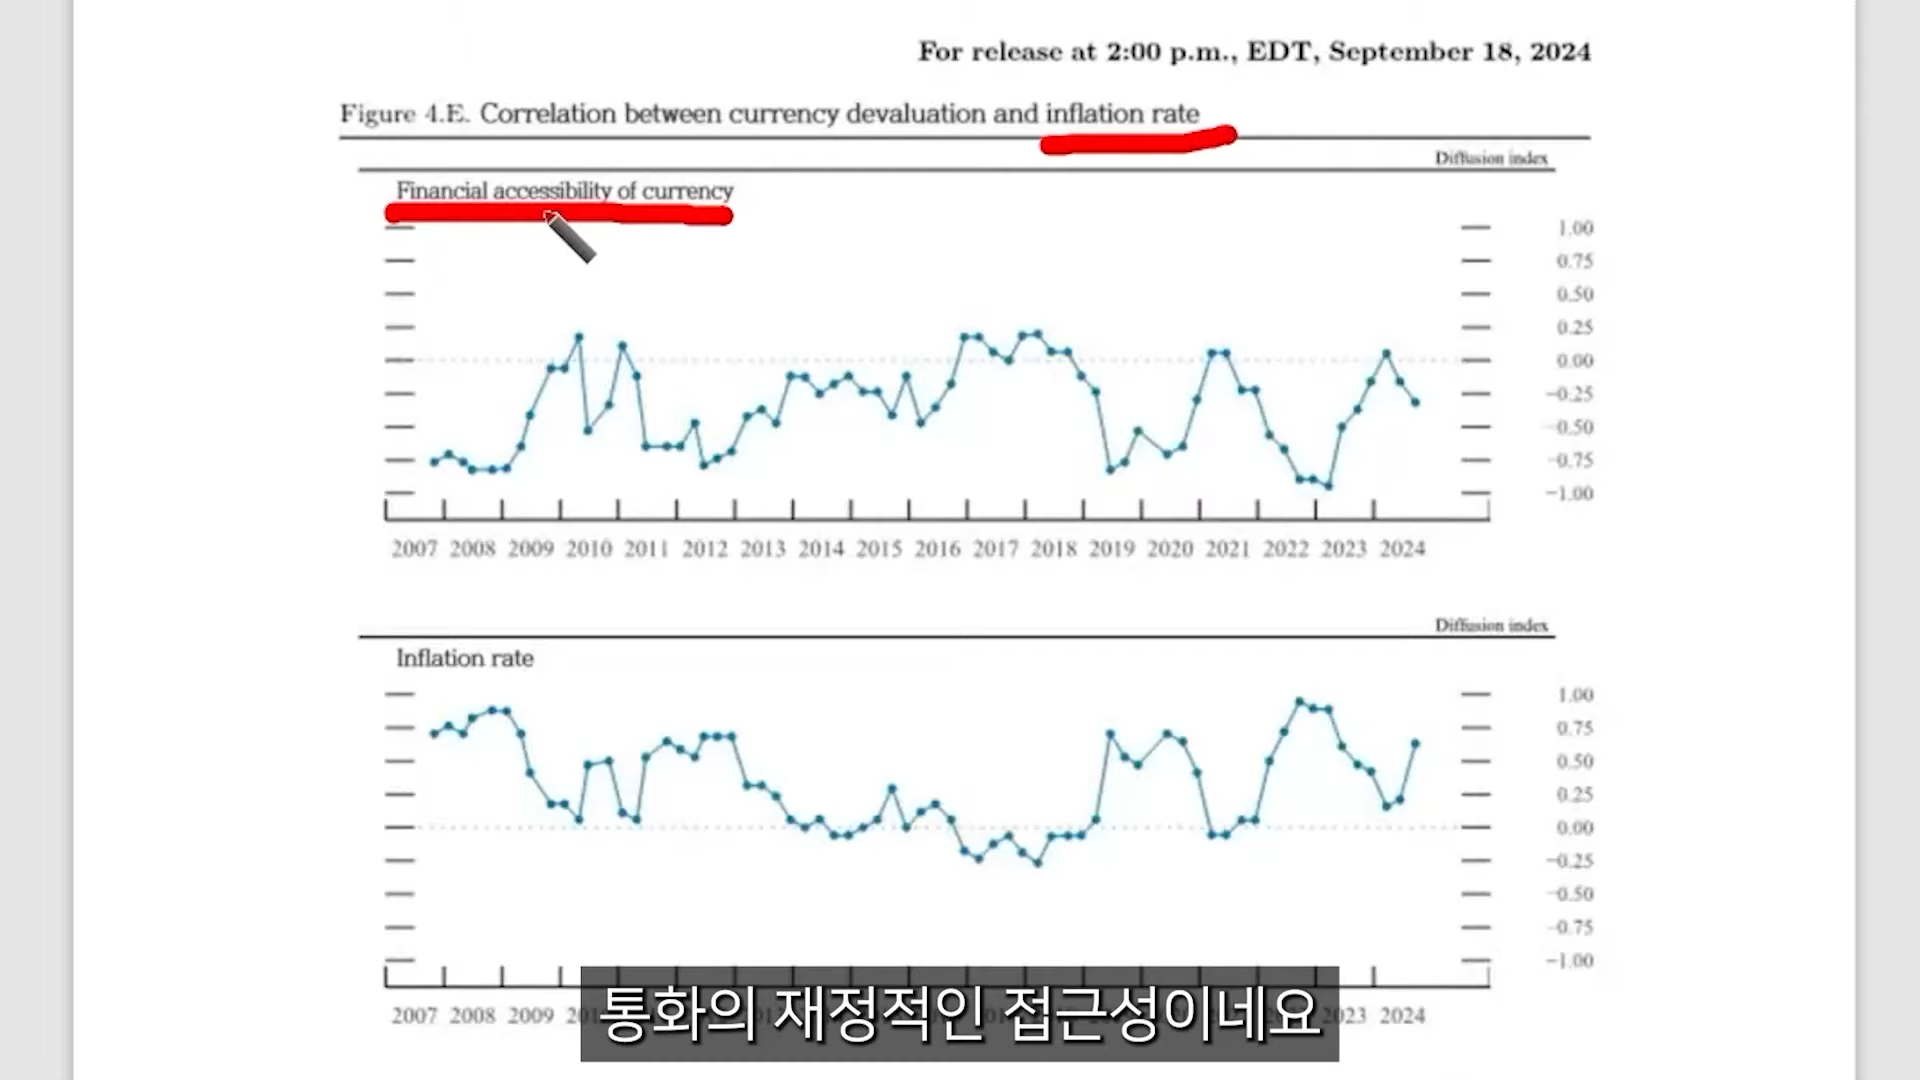 For release at 2:00 p.m., EDT, September 18, 2024
Figure 4.E. Correlation between currency devaluation and inflation rate
Diffusion index
Financial accessibility of currency
1.00
0.75
0.50
0.25
0.00
-0.25
-0.50
-0.75
-1.00
2007 2008 2009 2010 2011 2012 2013 2014 2015 2016 2017 2018 2019 2020 2021 2022 2023 2024
Diffusion index
Inflation rate
1.00
0.75
0.50
0.25
0.00
-0.25
-0.50
-0.75
-1.00
2007 2008 2009 2023 2024
통화의 재정적인 접근성이네요